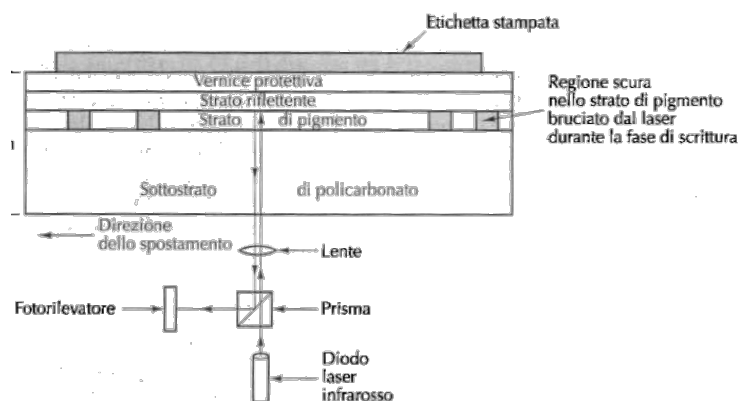 Etichetta stampata
Vernice protettiva
Strato riflettente
Strato di pigmento
Regione scura
nello strato di pigmento
bruciato dal laser
durante la fase di scrittura
Sottostrato di policarbonato
Direzione
dello spostamento
Lente
Fotorilevatore
Prisma
Diodo
laser
infrarosso